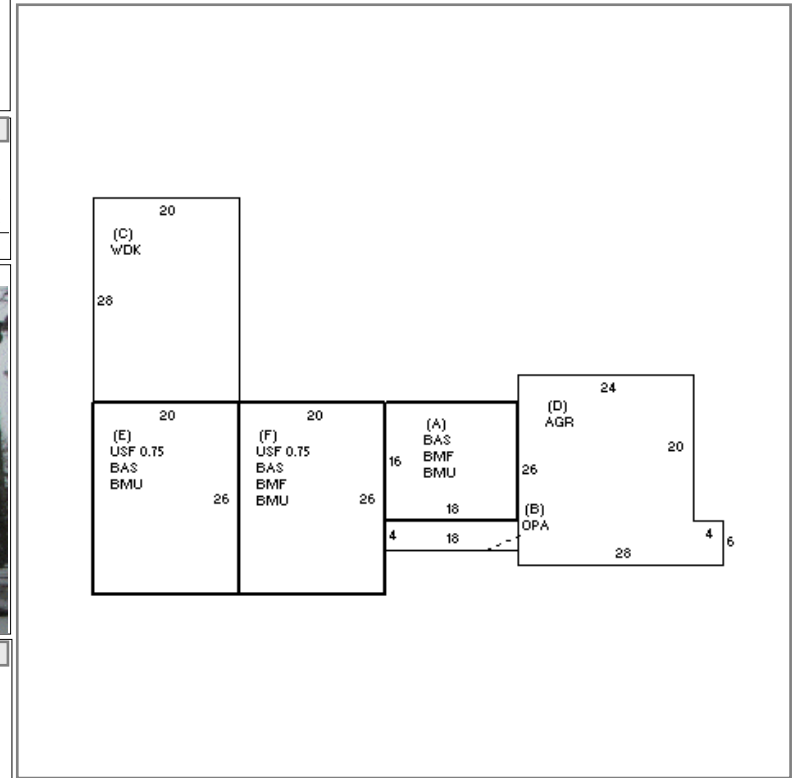 20
(C)
WDK
28
24
(D)
AGR
20
26
20
(E)
USF 0.75
BAS
BMU
26
20
(F)
USF 0.75
BAS
BMF
BMU
26
(A)
BAS
BMF
BMU
16
18
(B)
OPA
4
18
4
6
28